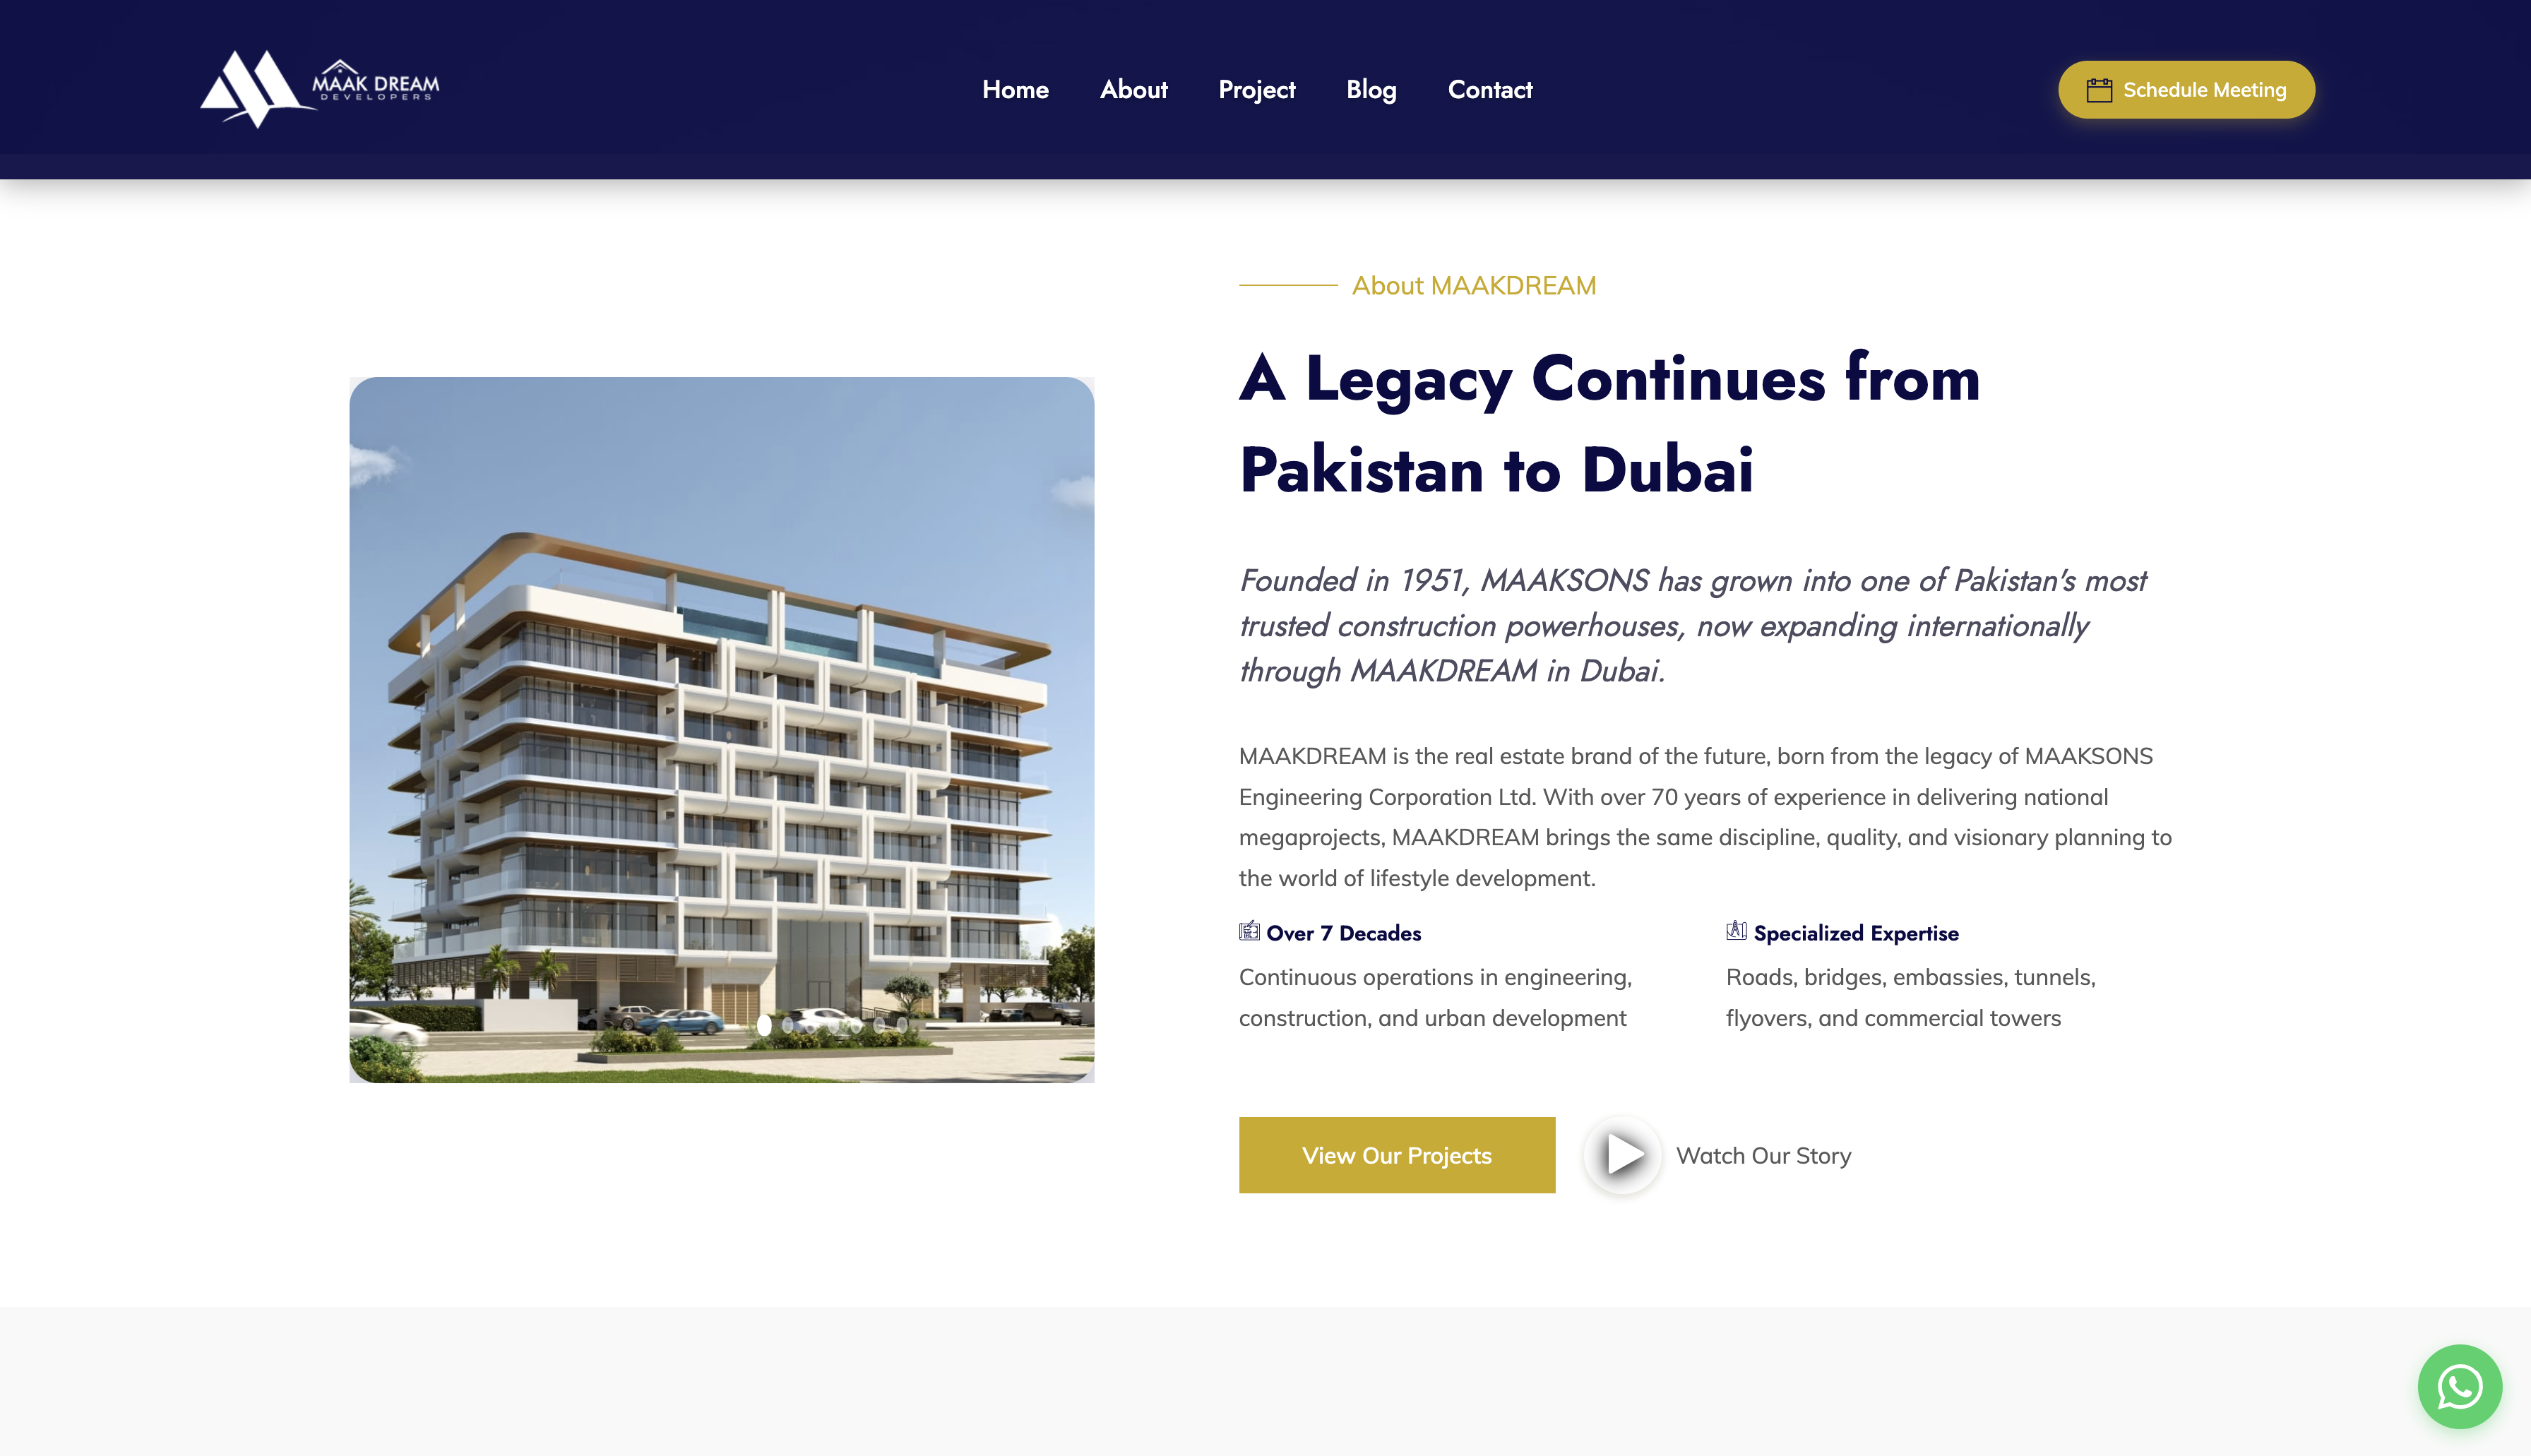 MAAK DREAM
DEVELOPERS
Home
About
Project
Blog
Contact
Schedule Meeting
About MAAKDREAM
A Legacy Continues from
Pakistan to Dubai
Founded in 1951, MAAKSONS has grown into one of Pakistan's most
trusted construction powerhouses, now expanding internationally
through MAAKDREAM in Dubai.
MAAKDREAM is the real estate brand of the future, born from the legacy of MAAKSONS
Engineering Corporation Ltd. With over 70 years of experience in delivering national
megaprojects, MAAKDREAM brings the same discipline, quality, and visionary planning to
the world of lifestyle development.
Over 7 Decades
Continuous operations in engineering,
construction, and urban development
Specialized Expertise
Roads, bridges, embassies, tunnels,
flyovers, and commercial towers
View Our Projects
Watch Our Story